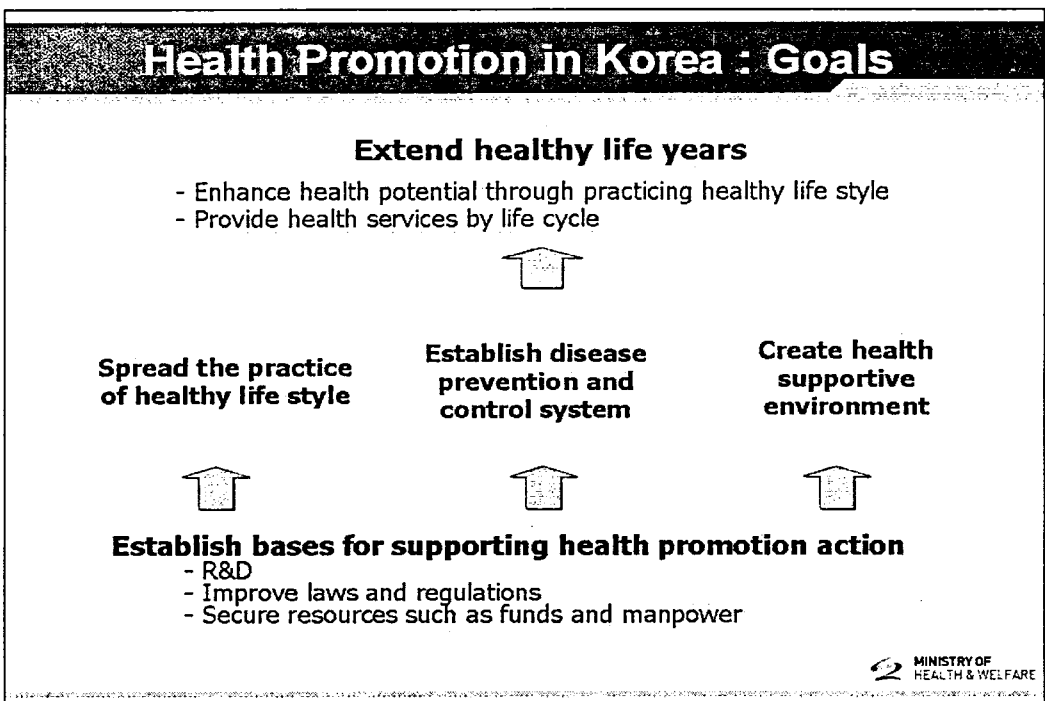 Health Promotion in Korea : Goals
Extend healthy life years
- Enhance health potential through practicing healthy life style
- Provide health services by life cycle
Spread the practice
of healthy life style
Establish disease
prevention and
control system
Create health
supportive
environment
Establish bases for supporting health promotion action
- R&D
- Improve laws and regulations
- Secure resources such as funds and manpower
MINISTRY OF
HEALTH & WELFARE